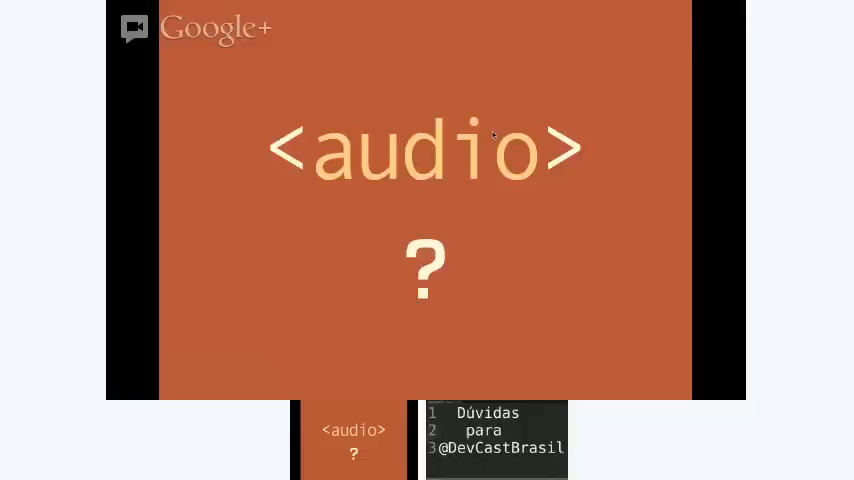 Google+
<audio>
?
<audio>
?
1 Dúvidas
2 para
3 @DevCastBrasil